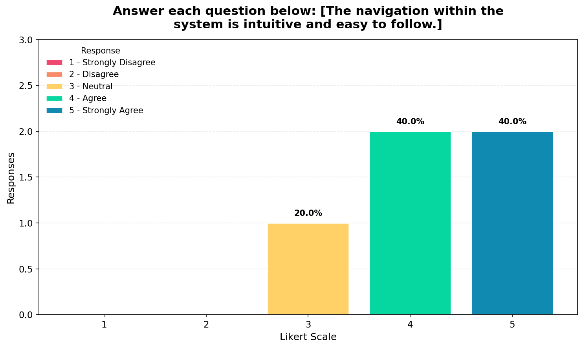 Answer each question below: [The navigation within the
system is intuitive and easy to follow.]
3.0
2.5
2.0
1.5
1.0
0.5
0.0
Responses
Response
1 - Strongly Disagree
2 - Disagree
3 - Neutral
4 - Agree
5 - Strongly Agree
20.0%
40.0%
40.0%
1 2 3 4 5
Likert Scale